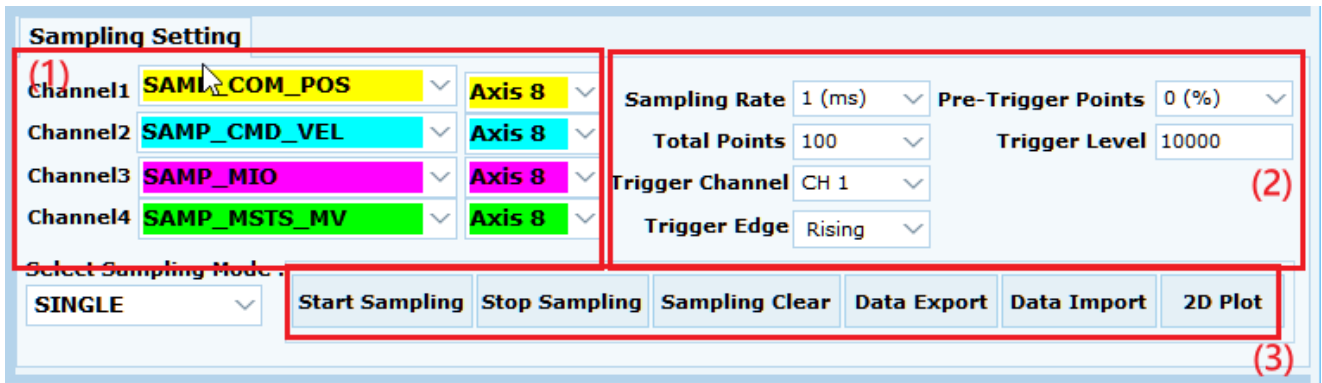 Sampling Setting
(1)
Channel1 SAMP_COM_POS Axis 8
Channel2 SAMP_CMD_VEL Axis 8
Channel3 SAMP_MIO Axis 8
Channel4 SAMP_MSTS_MV Axis 8
Sampling Rate 1 (ms) Pre-Trigger Points 0 (%)
Total Points 100 Trigger Level 10000
Trigger Channel CH 1
(2)
Trigger Edge Rising
Select Sampling Mode :
SINGLE
Start Sampling Stop Sampling Sampling Clear Data Export Data Import 2D Plot
(3)